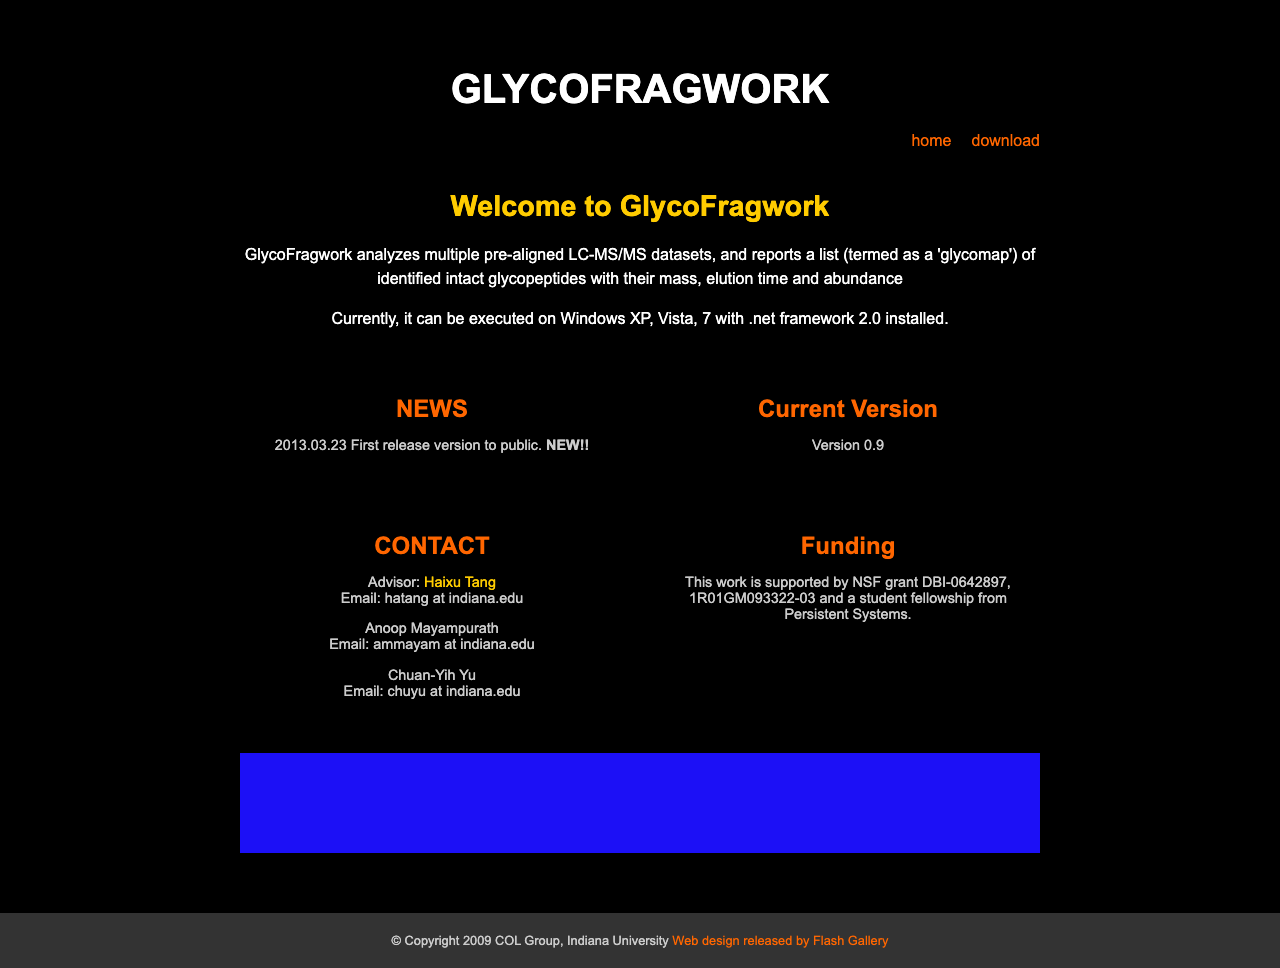 GLYCOFRAGWORK
home download
Welcome to GlycoFragwork
GlycoFragwork analyzes multiple pre-aligned LC-MS/MS datasets, and reports a list (termed as a 'glycomap') of
identified intact glycopeptides with their mass, elution time and abundance
Currently, it can be executed on Windows XP, Vista, 7 with .net framework 2.0 installed.
NEWS
2013.03.23 First release version to public. NEW!!
Current Version
Version 0.9
CONTACT
Advisor: Haixu Tang
Email: hatang at indiana.edu
Anoop Mayampurath
Email: ammayam at indiana.edu
Chuan-Yih Yu
Email: chuyu at indiana.edu
Funding
This work is supported by NSF grant DBI-0642897,
1R01GM093322-03 and a student fellowship from
Persistent Systems.
© Copyright 2009 COL Group, Indiana University Web design released by Flash Gallery